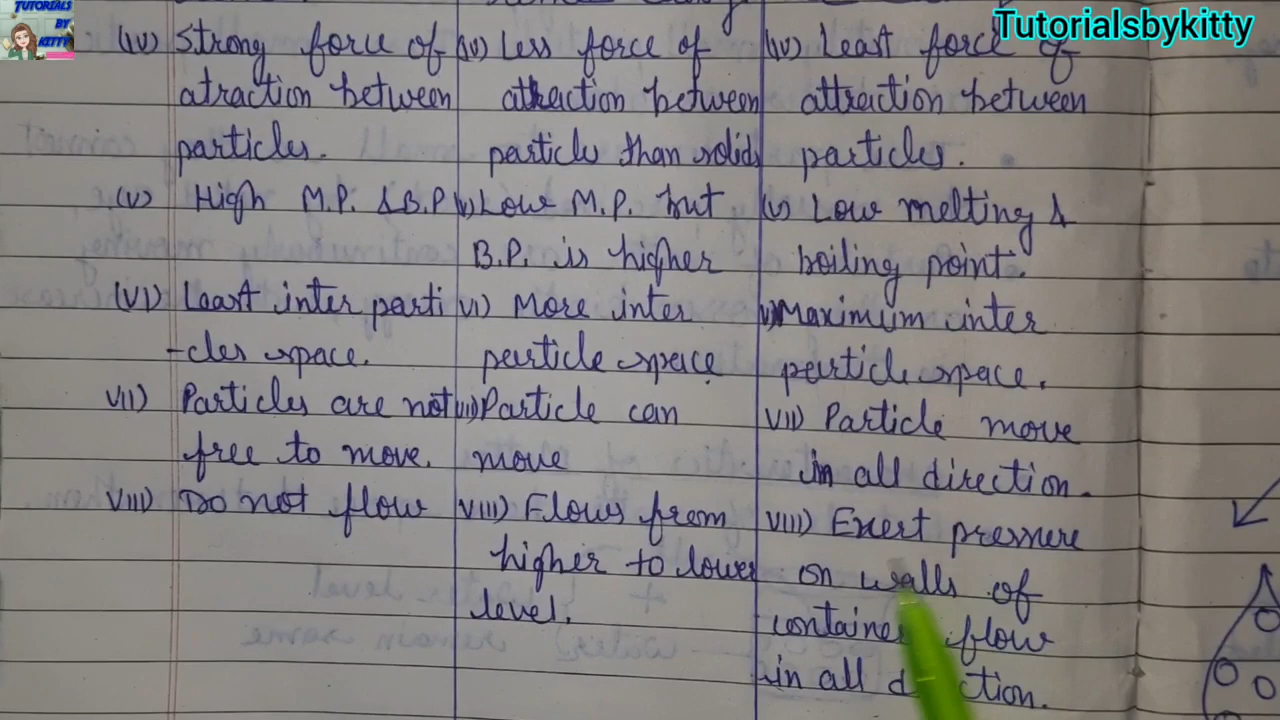 TUTORIALS
BY
KITTY
Tutorialsbykitty
(iv) Strong force of
atraction between
particles.
(v) High M.P. & B.P
(VI) Least inter parti
-cles space.
VII) Particles are not
free to move.
VIII) Do not flow
(iv) Less force of
attraction between
particle than solids
(v) Low M.P. but
B.P. is higher
VI) More inter
particle space
VII) Particle can
move
VIII) Flows from
higher to lower
level.
(iv) Least force of
attraction between
particles.
(v) Low melting &
boiling point.
Maximum inter
particle space.
VII) Particle move
in all direction.
VIII) Exert pressure
on walls of
container flow
in all